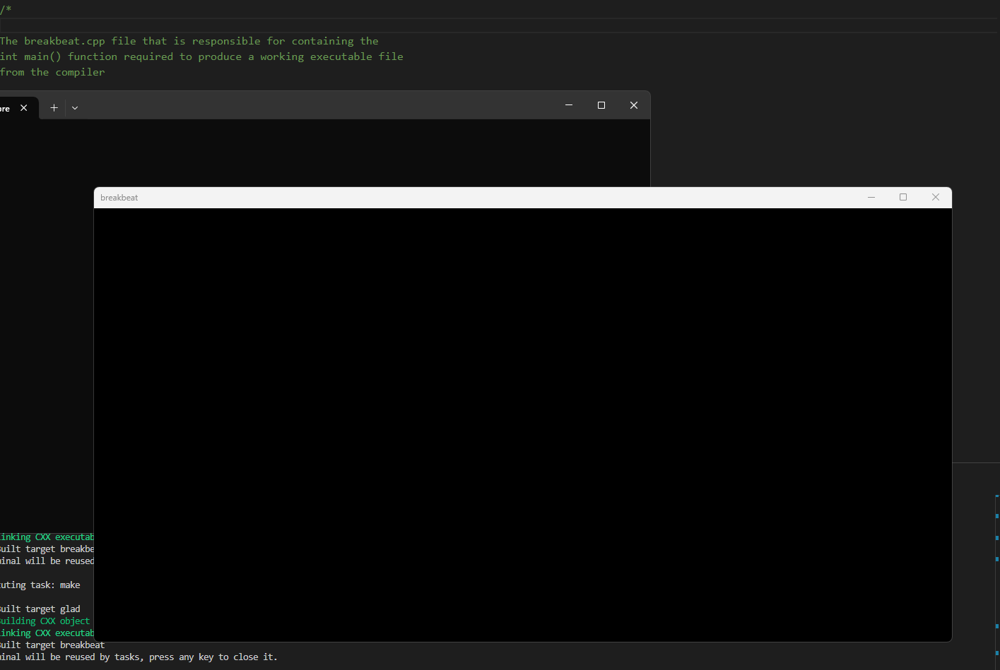 /*
The breakbeat.cpp file that is responsible for containing the
int main() function required to produce a working executable file
from the compiler
breakbeat
inking CXX executab
uilt target breakbe
inal will be reused
uting task: make
uilt target glad
uilding CXX object
inking CXX executab
uilt target breakbeat
inal will be reused by tasks, press any key to close it.